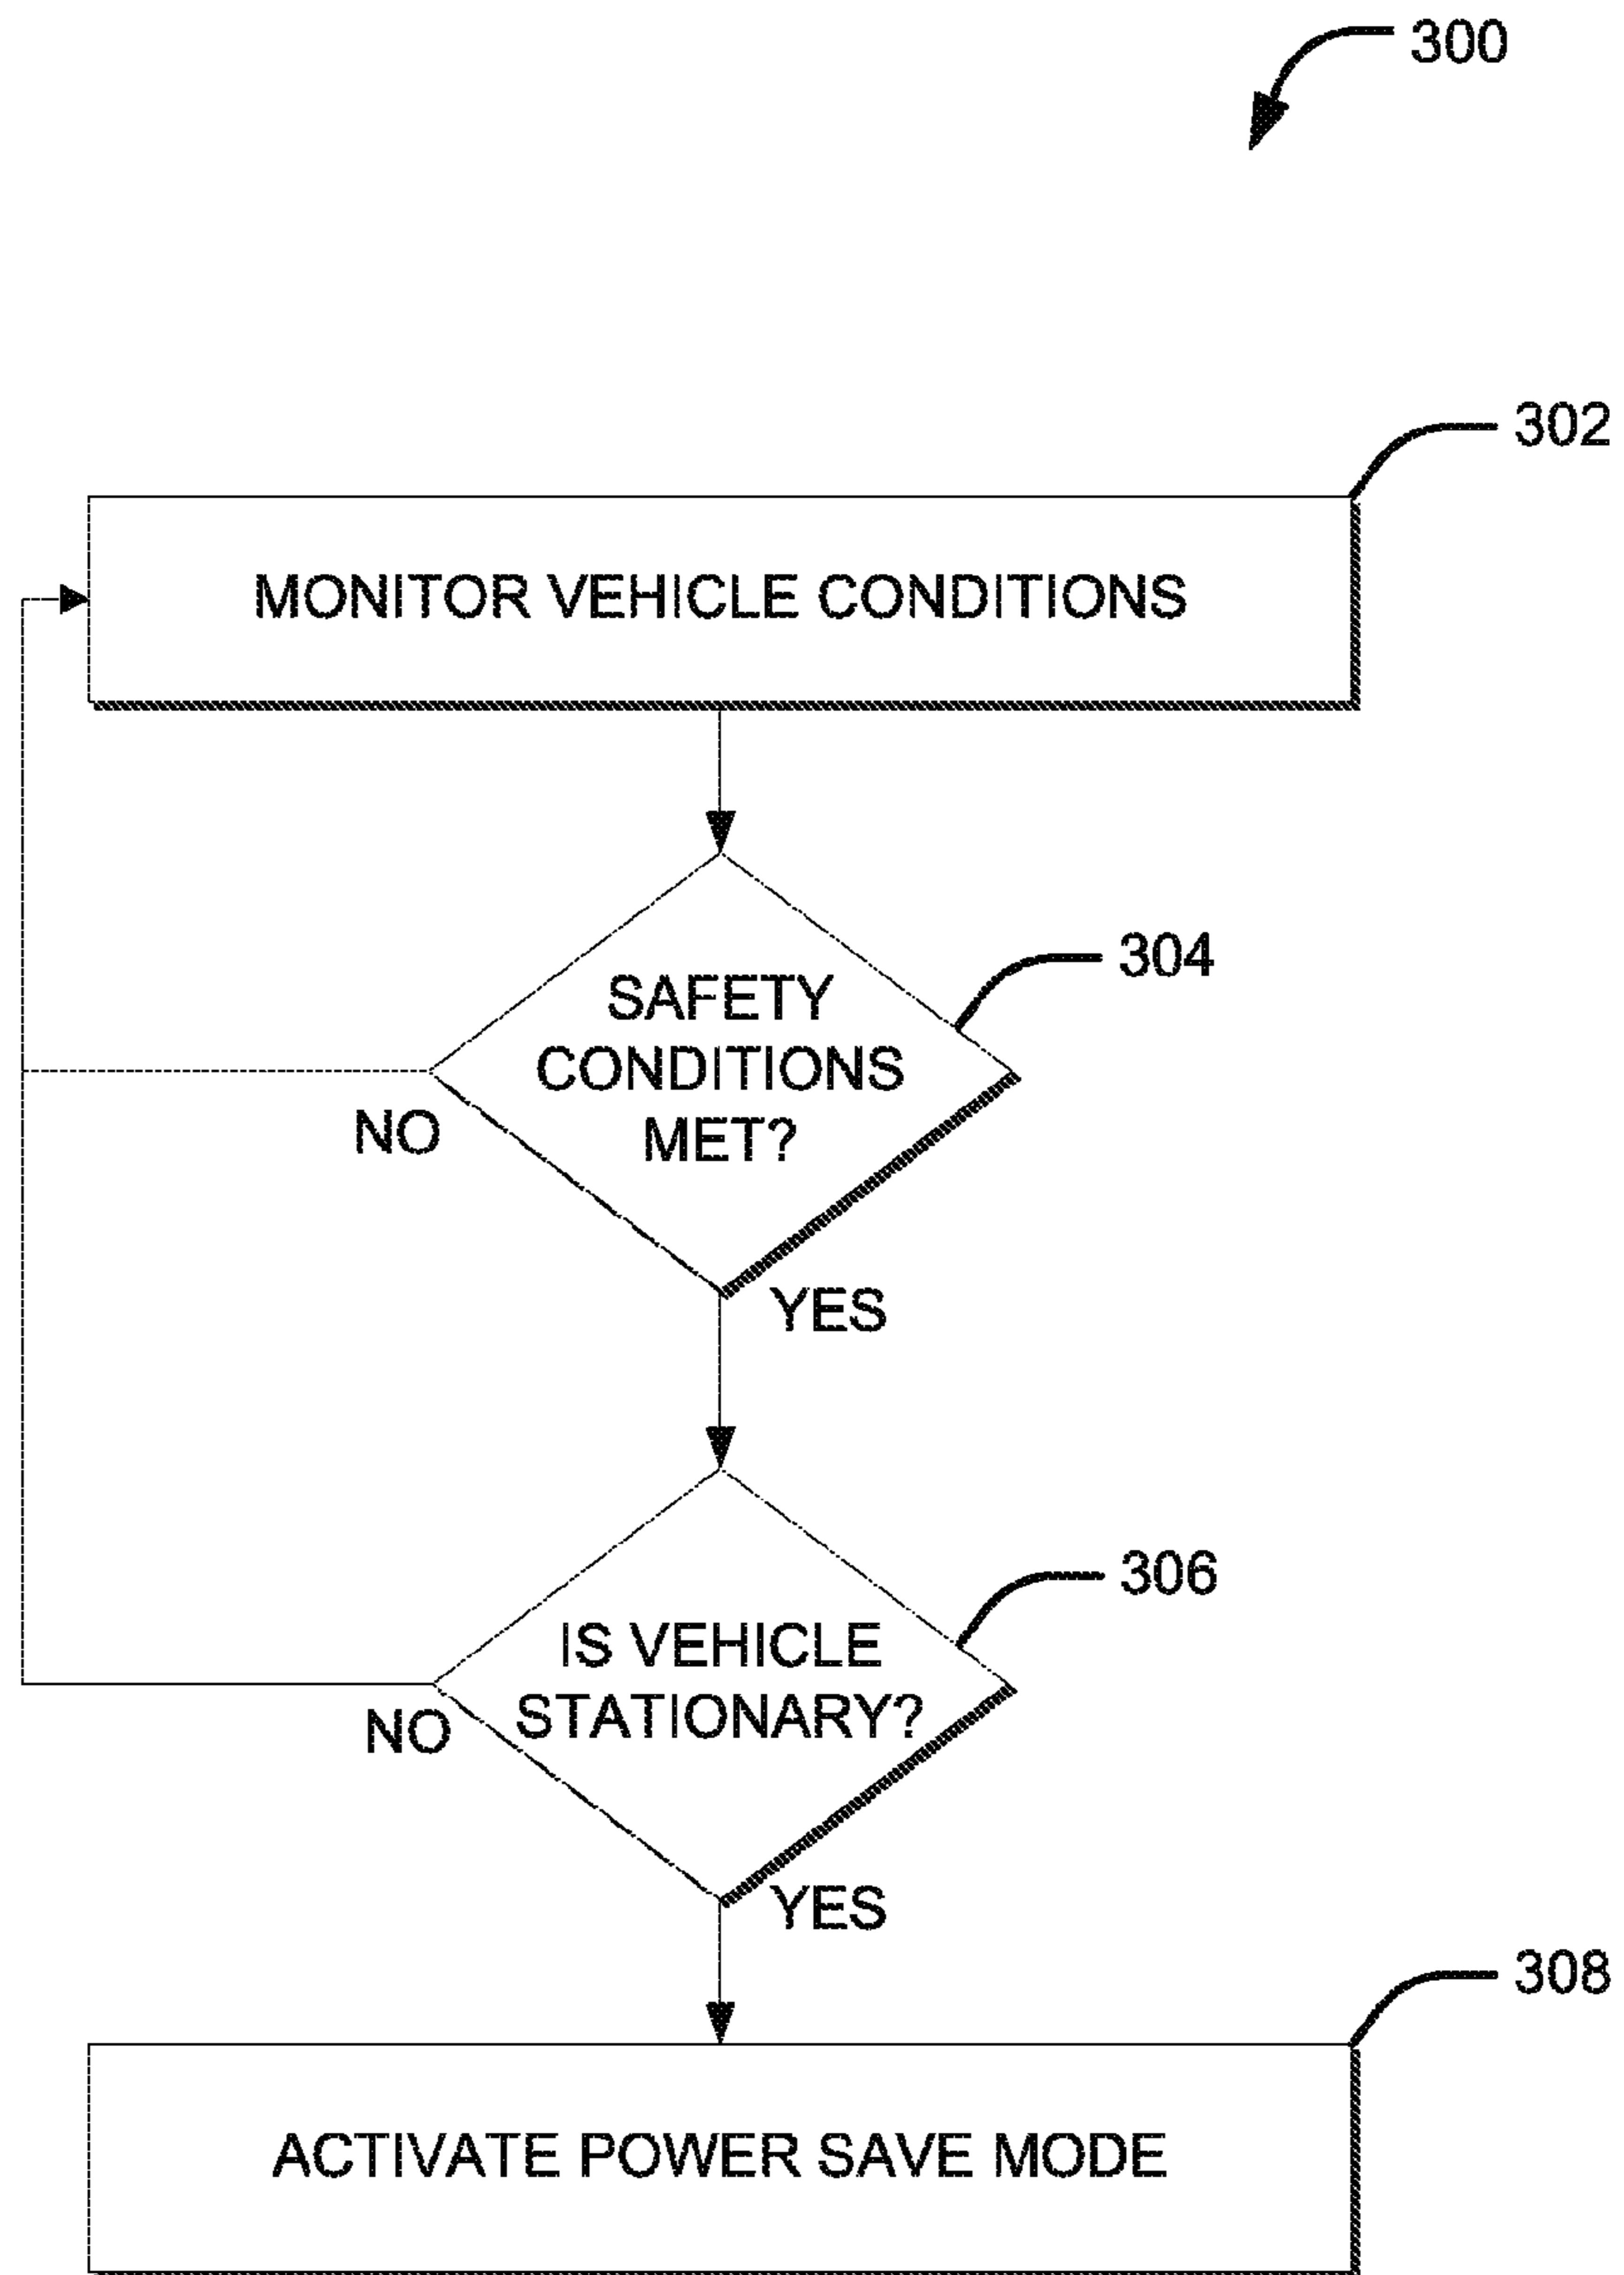 300
302
MONITOR VEHICLE CONDITIONS
304
SAFETY
CONDITIONS
MET?
NO
YES
306
IS VEHICLE
STATIONARY?
NO
YES
308
ACTIVATE POWER SAVE MODE